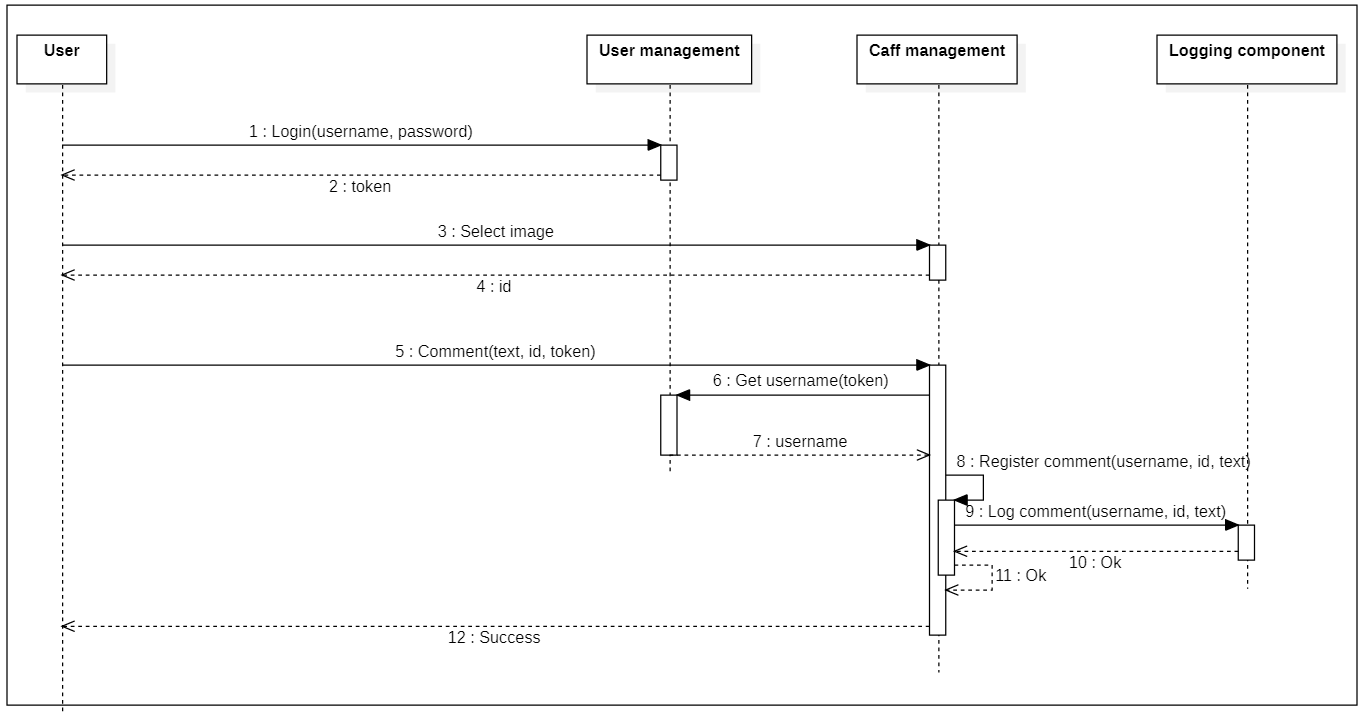 User
User management
Caff management
Logging component
1 : Login(username, password)
2 : token
3 : Select image
4 : id
5 : Comment(text, id, token)
6 : Get username(token)
7 : username
8 : Register comment(username, id, text)
9 : Log comment(username, id, text)
10 : Ok
11 : Ok
12 : Success